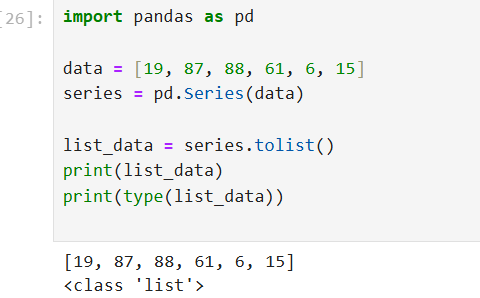 [26]:
import pandas as pd
data = [19, 87, 88, 61, 6, 15]
series = pd.Series(data)
list_data = series.tolist()
print(list_data)
print(type(list_data))
[19, 87, 88, 61, 6, 15]
<class 'list'>